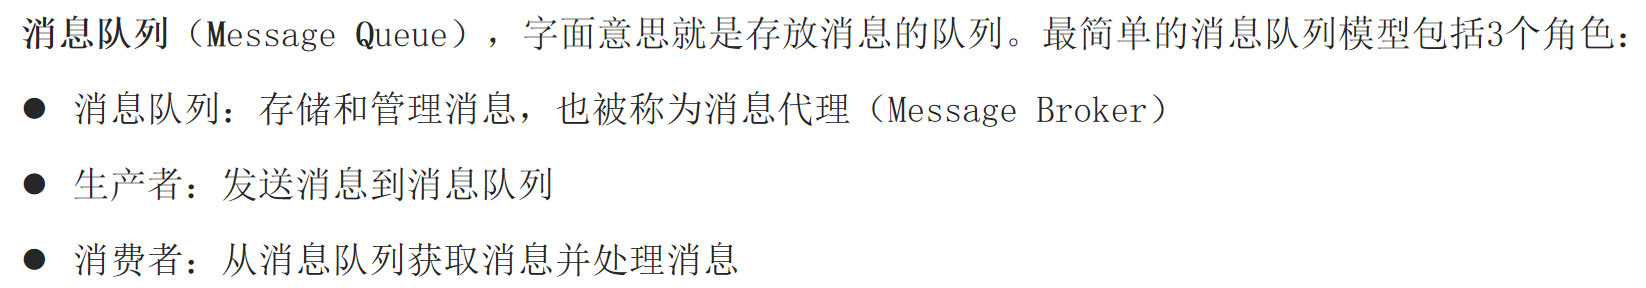 消息队列（Message Queue），字面意思就是存放消息的队列。最简单的消息队列模型包括3个角色：
● 消息队列：存储和管理消息，也被称为消息代理（Message Broker）
● 生产者：发送消息到消息队列
● 消费者：从消息队列获取消息并处理消息